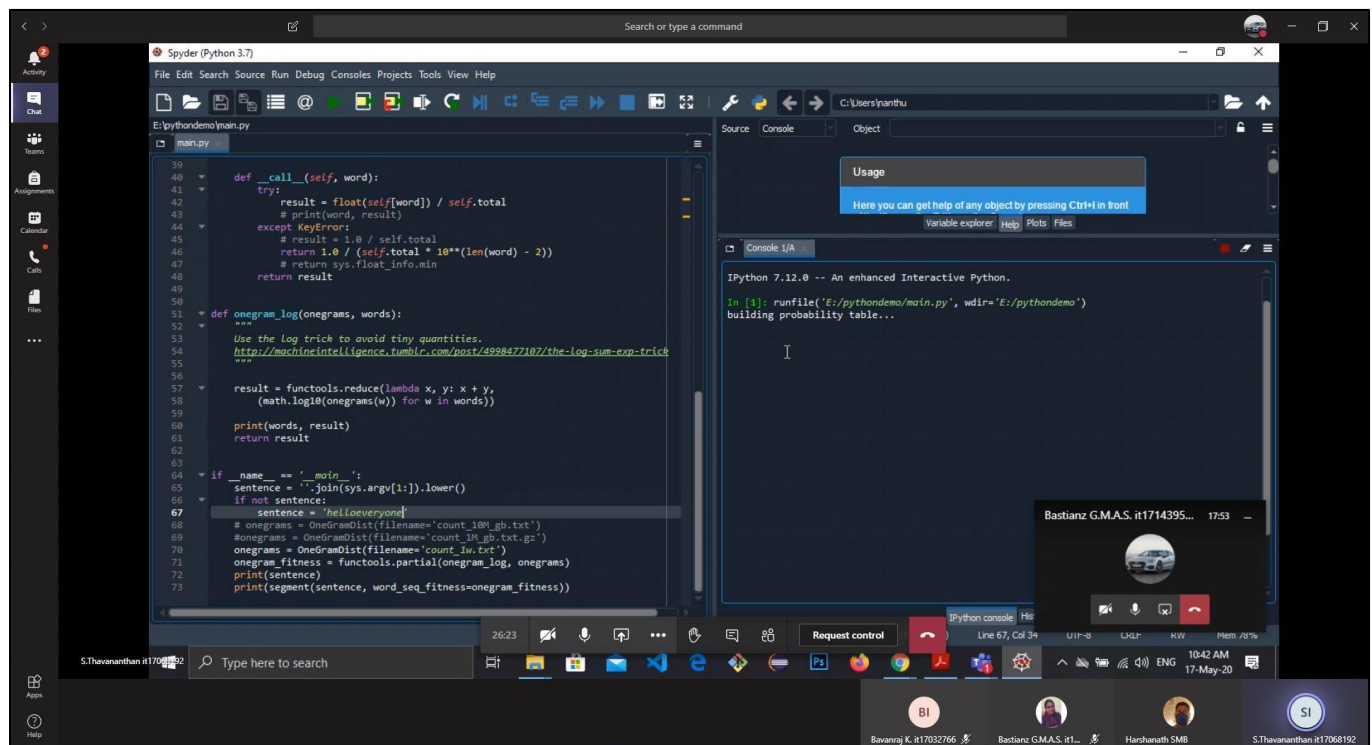 Search or type a command
2
Activity
Chat
Teams
Assignments
Calendar
Calls
Files
Apps
Help
Spyder (Python 3.7)
File Edit Search Source Run Debug Consoles Projects Tools View Help
C:\Users\nanthu
E:\pythondemo\main.py
main.py
39
40 def __call__(self, word):
41 try:
42 result = float(self[word]) / self.total
43 # print(word, result)
44 except KeyError:
45 # result = 1.0 / self.total
46 return 1.0 / (self.total * 10**(len(word) - 2))
47 # return sys.float_info.min
48 return result
49
50
51 def onegram_log(onegrams, words):
52 """
53 Use the log trick to avoid tiny quantities.
54 http://machineintelligence.tumblr.com/post/4998477107/the-log-sum-exp-trick
55 """
56
57 result = functools.reduce(lambda x, y: x + y,
58 (math.log10(onegrams(w)) for w in words))
59
60 print(words, result)
61 return result
62
63
64 if __name__ == '__main__':
65 sentence = ''.join(sys.argv[1:]).lower()
66 if not sentence:
67 sentence = 'helloeveryone'
68 # onegrams = OneGramDist(filename='count_10M_gb.txt')
69 #onegrams = OneGramDist(filename='count_1M_gb.txt.gz')
70 onegrams = OneGramDist(filename='count_1w.txt')
71 onegram_fitness = functools.partial(onegram_log, onegrams)
72 print(sentence)
73 print(segment(sentence, word_seq_fitness=onegram_fitness))
Source Console Object
Usage
Here you can get help of any object by pressing Ctrl+I in front
Variable explorer Help Plots Files
Console 1/A
IPython 7.12.0 -- An enhanced Interactive Python.
In [1]: runfile('E:/pythondemo/main.py', wdir='E:/pythondemo')
building probability table...
Bastianz G.M.A.S. it1714395... 17:53
IPython console His
26:23 Request control
Line 67, Col 34 UTF-8 CRLF RW Mem 78%
S.Thavananthan it17068192
Type here to search
Ps
ENG
10:42 AM
17-May-20
BI
SI
Bavanraj K. it17032766
Bastianz G.M.A.S. it1...
Harshanath SMB
S.Thavananthan it17068192